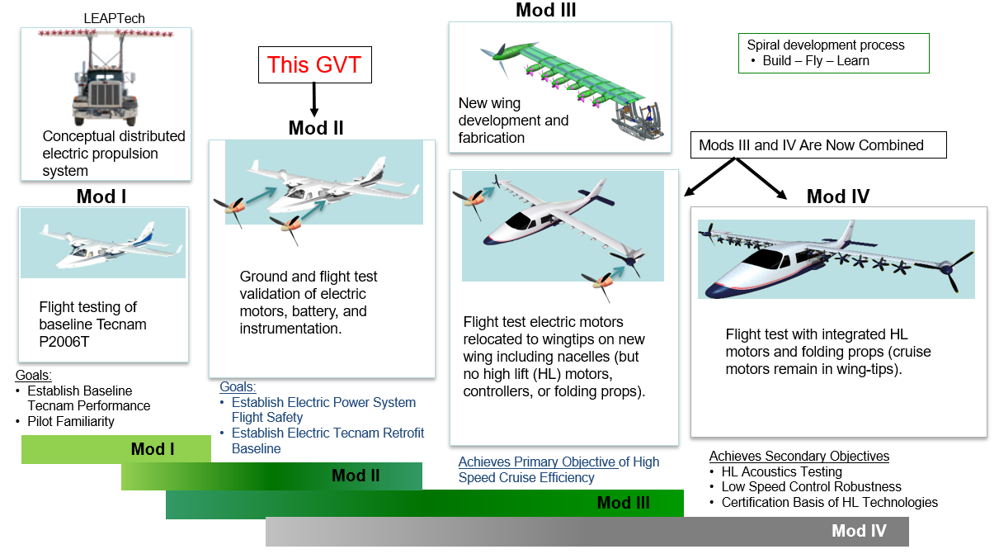 LEAPTech
Conceptual distributed
electric propulsion
system
Mod I
Flight testing of
baseline Tecnam
P2006T
Goals:
• Establish Baseline
Tecnam Performance
• Pilot Familiarity
This GVT
Mod II
Ground and flight test
validation of electric
motors, battery, and
instrumentation.
Goals:
• Establish Electric Power System
Flight Safety
• Establish Electric Tecnam Retrofit
Baseline
Mod III
New wing
development and
fabrication
Flight test electric motors
relocated to wingtips on new
wing including nacelles (but
no high lift (HL) motors,
controllers, or folding props).
Achieves Primary Objective of High
Speed Cruise Efficiency
Spiral development process
• Build – Fly – Learn
Mods III and IV Are Now Combined
Mod IV
Flight test with integrated HL
motors and folding props (cruise
motors remain in wing-tips).
Achieves Secondary Objectives
• HL Acoustics Testing
• Low Speed Control Robustness
• Certification Basis of HL Technologies
Mod I
Mod II
Mod III
Mod IV